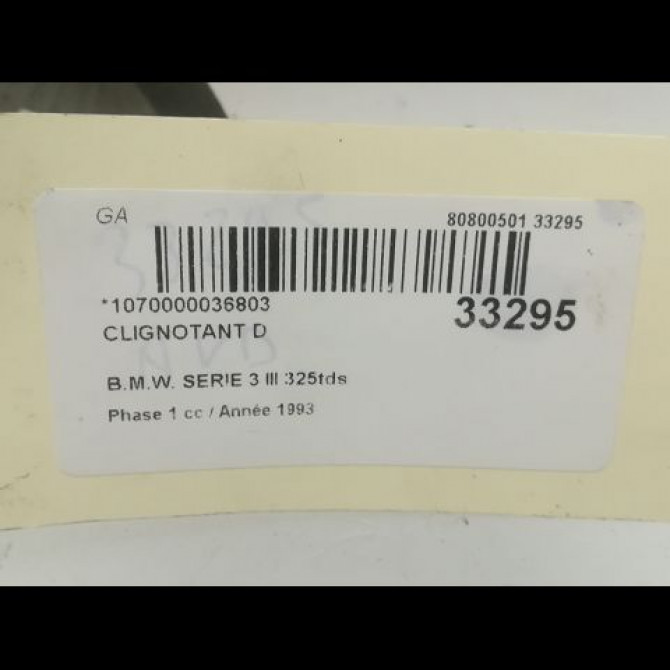 GA
80800501 33295
*1070000036803
33295
CLIGNOTANT D
B.M.W. SERIE 3 III 325tds
Phase 1 cc / Année 1993